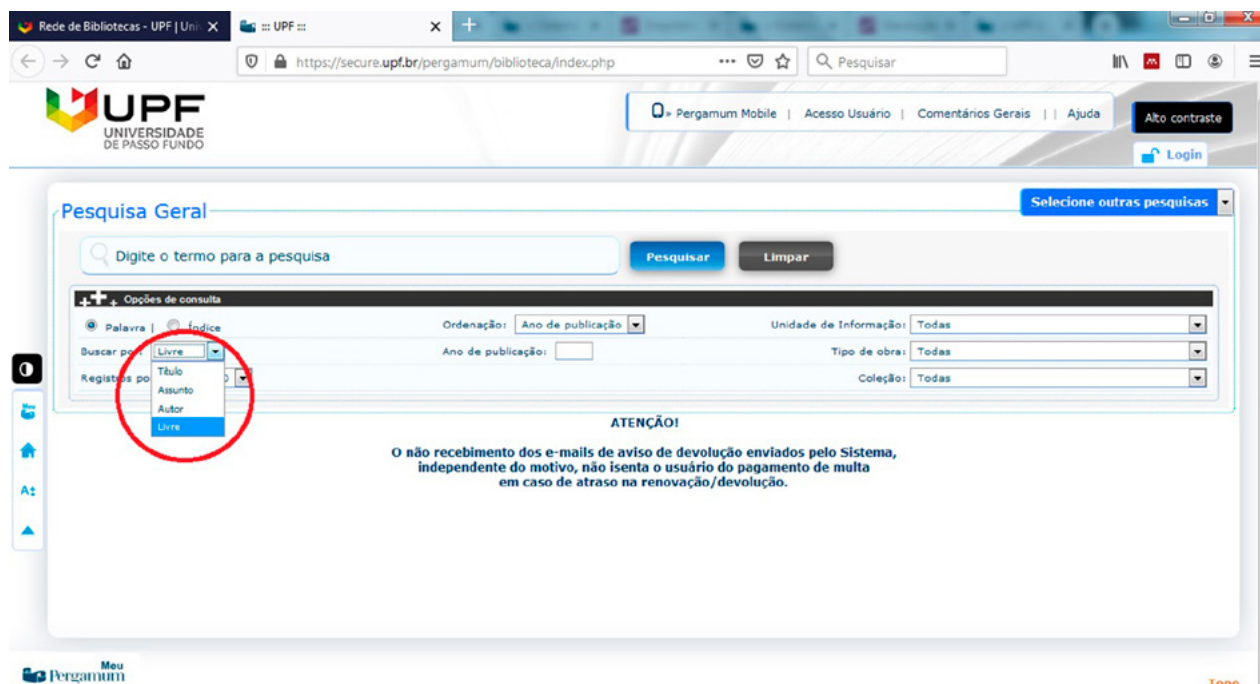 Rede de Bibliotecas - UPF | Uni
::: UPF :::
https://secure.upf.br/pergamum/biblioteca/index.php
Pesquisar
UPF
UNIVERSIDADE
DE PASSO FUNDO
» Pergamum Mobile | Acesso Usuário | Comentários Gerais | | Ajuda
Alto contraste
Login
Selecione outras pesquisas
Pesquisa Geral
Digite o termo para a pesquisa
Pesquisar
Limpar
Opções de consulta
Palavra | Índice
Ordenação: Ano de publicação
Unidade de Informação: Todas
Buscar por: Livre
Ano de publicação:
Tipo de obra: Todas
Título
Registros po
Coleção: Todas
Assunto
Autor
Livre
ATENÇÃO!
O não recebimento dos e-mails de aviso de devolução enviados pelo Sistema,
independente do motivo, não isenta o usuário do pagamento de multa
em caso de atraso na renovação/devolução.
A±
Meu
Pergamum
Topo